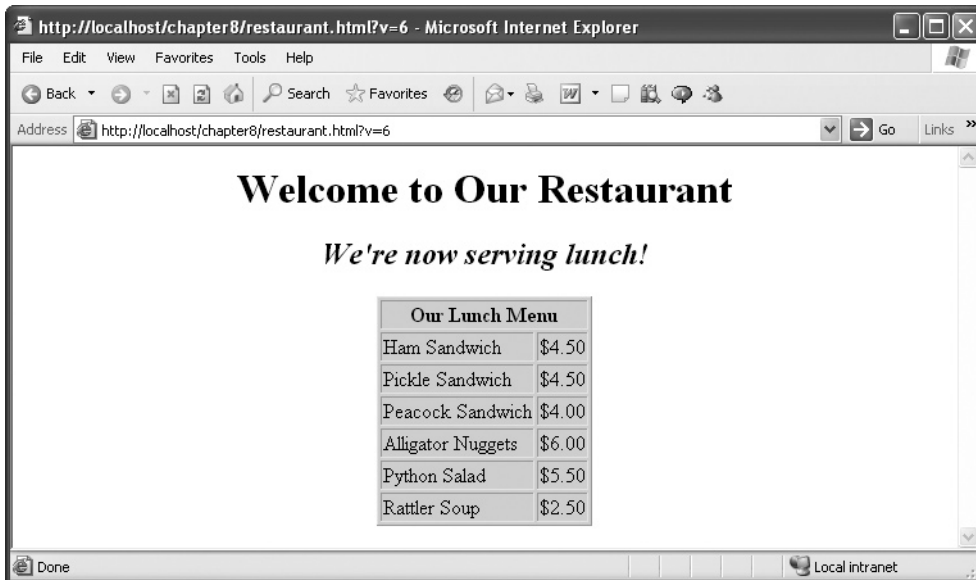 http://localhost/chapter8/restaurant.html?v=6 - Microsoft Internet Explorer
File Edit View Favorites Tools Help
Back Search Favorites
Address http://localhost/chapter8/restaurant.html?v=6 Go Links »
Welcome to Our Restaurant
We're now serving lunch!
Our Lunch Menu
Ham Sandwich $4.50
Pickle Sandwich $4.50
Peacock Sandwich $4.00
Alligator Nuggets $6.00
Python Salad $5.50
Rattler Soup $2.50
Done Local intranet